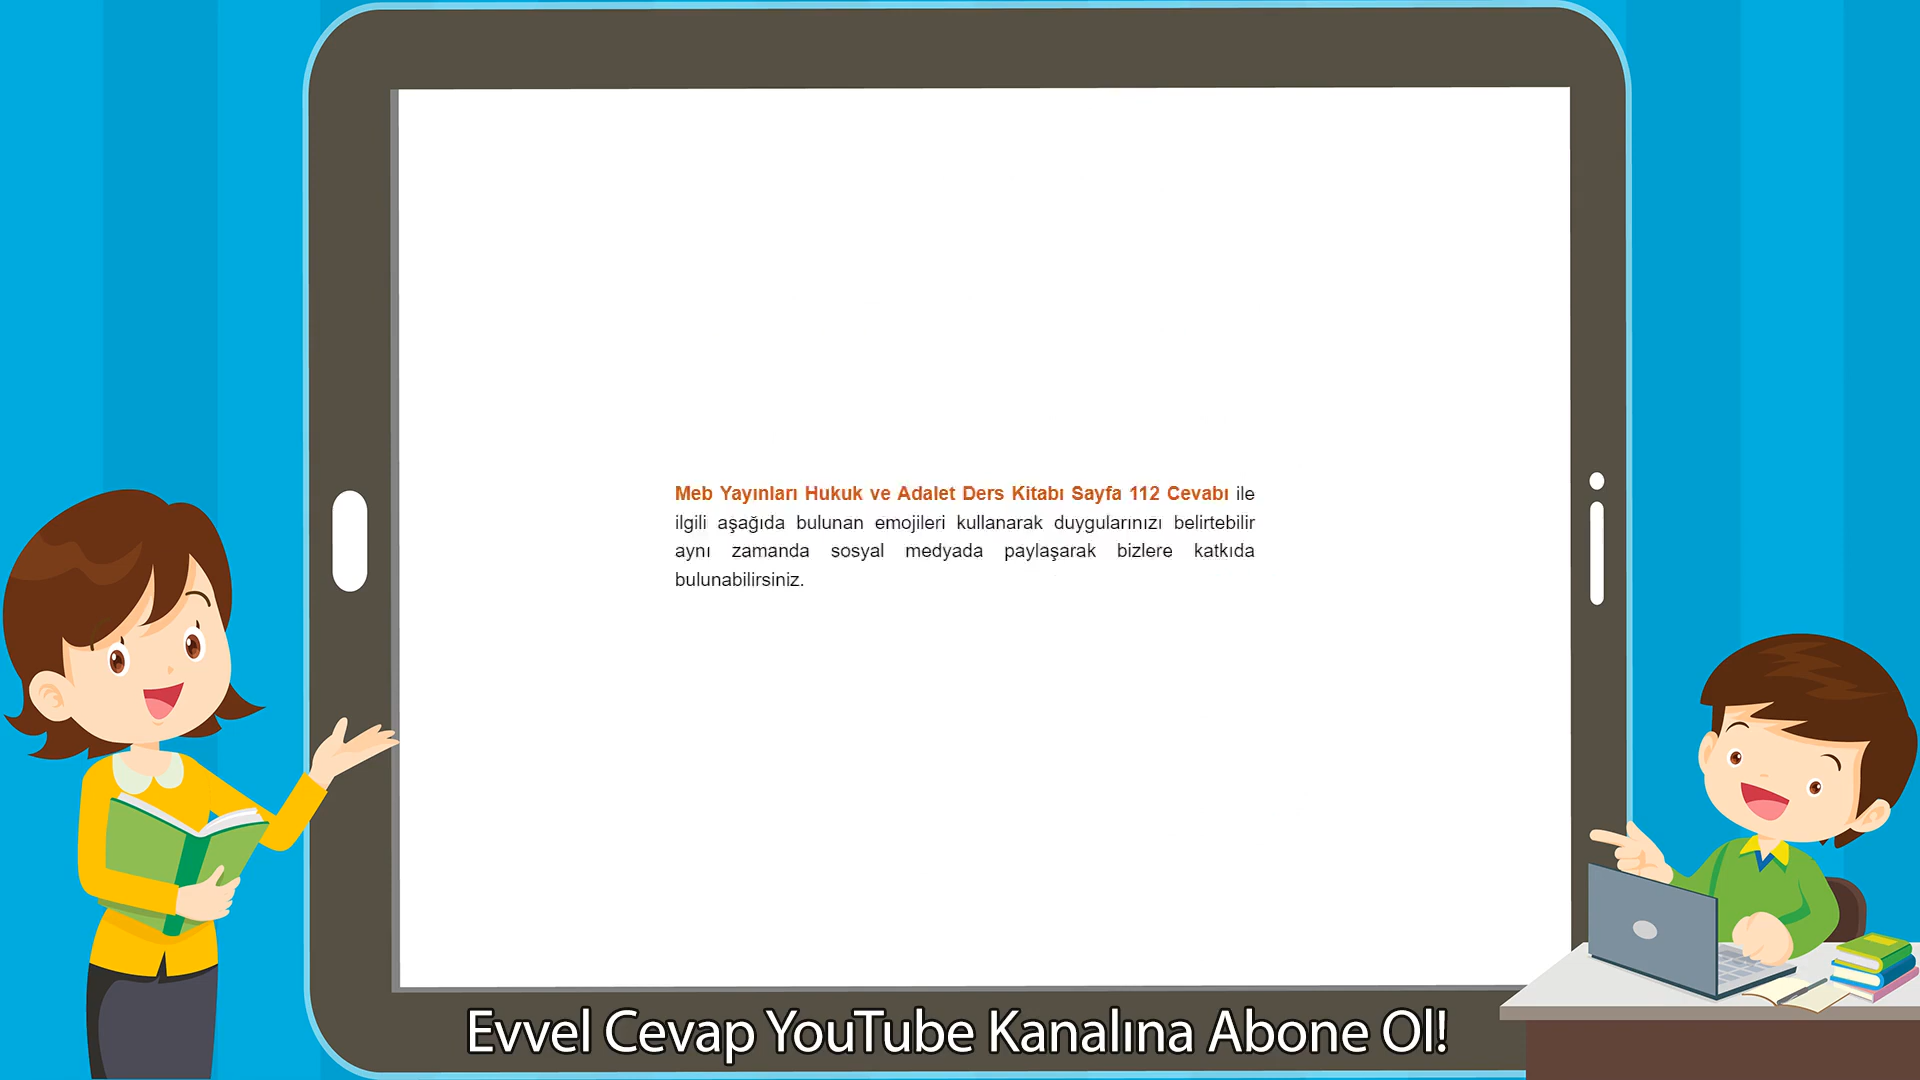 Meb Yayınları Hukuk ve Adalet Ders Kitabı Sayfa 112 Cevabı ile
ilgili aşağıda bulunan emojileri kullanarak duygularınızı belirtebilir
aynı zamanda sosyal medyada paylaşarak bizlere katkıda
bulunabilirsiniz.
Evvel Cevap YouTube Kanalına Abone Ol!